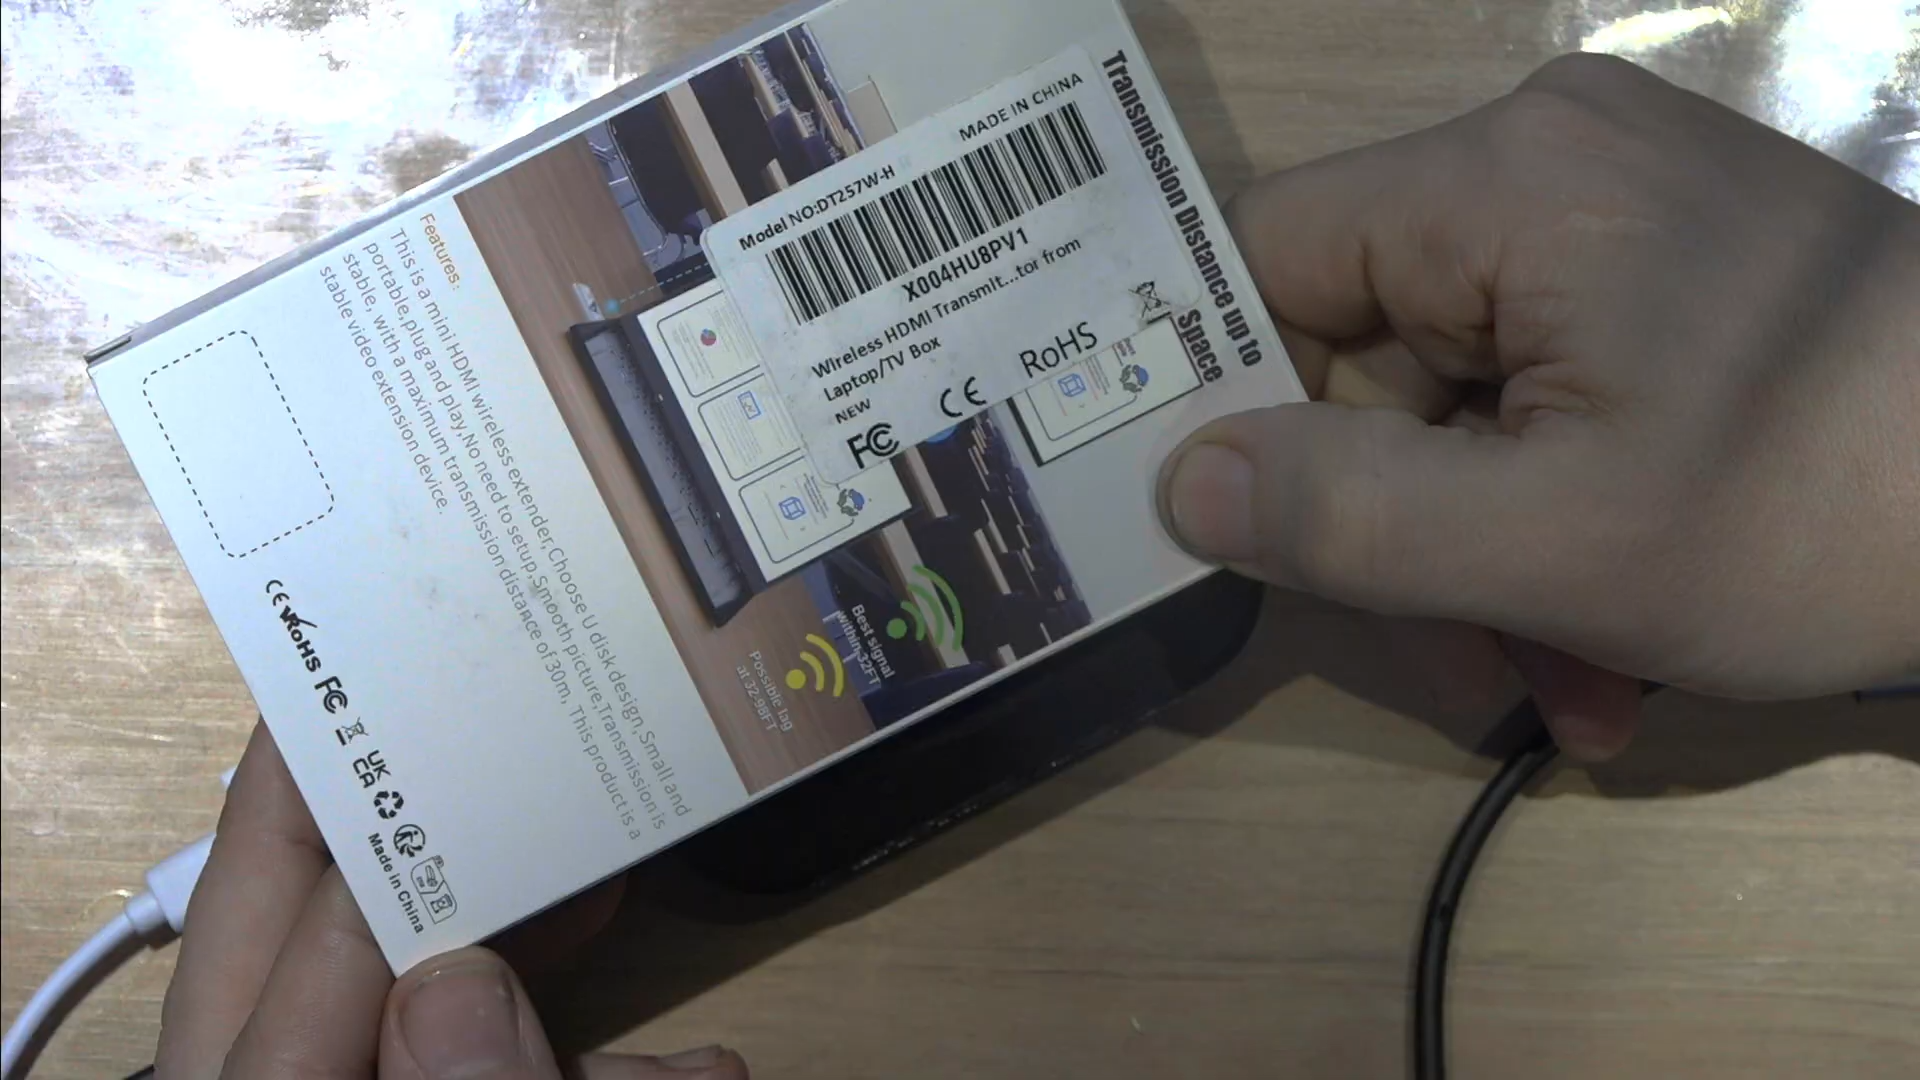 Transmission Distance up to
Space
MADE IN CHINA
Model NO:DT257W-H
X004HU8PV1
Wireless HDMI Transmit...tor from
Laptop/TV Box
NEW
FC CE RoHS
Best signal
within 32FT
Possible lag
at 32-98FT
Features :
This is a mini HDMI wireless extender,Choose U disk design, Small and
portable,plug and play,No need to setup,Smooth picture,Transmission is
stable, with a maximum transmission distance of 30m, This product is a
stable video extension device.
CE RoHS FC UK
CA
Made in China